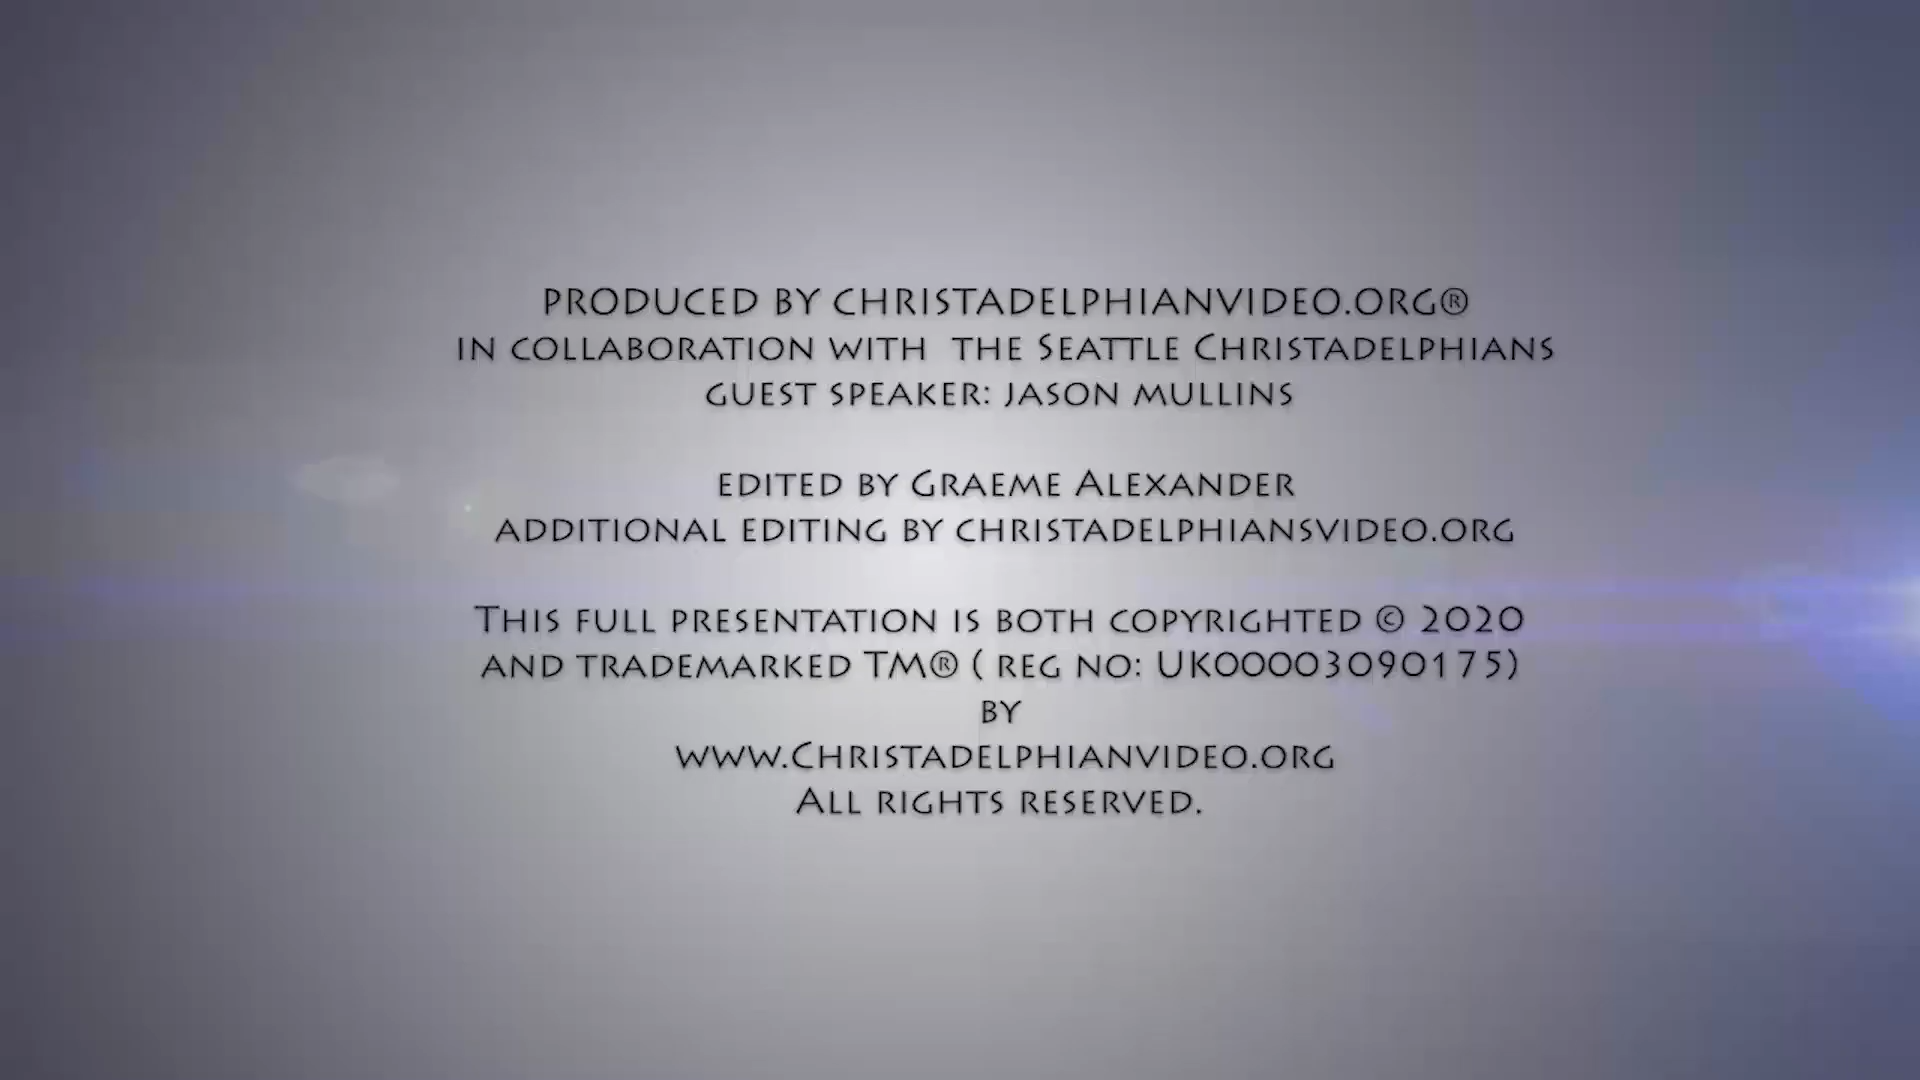 PRODUCED BY CHRISTADELPHIANVIDEO.ORG®
IN COLLABORATION WITH THE SEATTLE CHRISTADELPHIANS
GUEST SPEAKER: JASON MULLINS
EDITED BY GRAEME ALEXANDER
ADDITIONAL EDITING BY CHRISTADELPHIANSVIDEO.ORG
THIS FULL PRESENTATION IS BOTH COPYRIGHTED © 2020
AND TRADEMARKED TM® ( REG NO: UK00003090175)
BY
WWW.CHRISTADELPHIANVIDEO.ORG
ALL RIGHTS RESERVED.